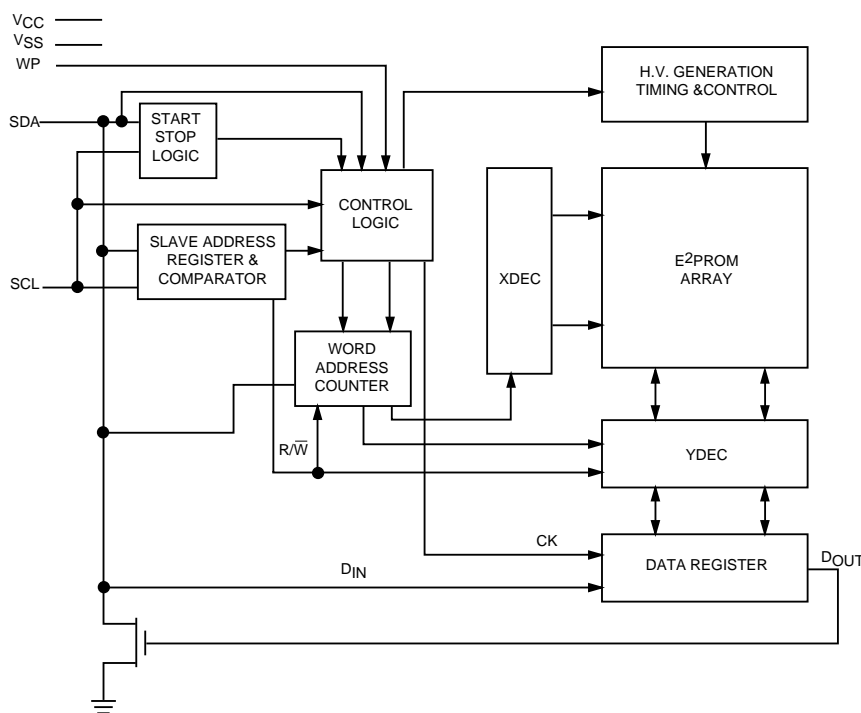 VCC
VSS
WP
SDA
START
STOP
LOGIC
SCL
SLAVE ADDRESS
REGISTER &
COMPARATOR
CONTROL
LOGIC
WORD
ADDRESS
COUNTER
R/W̅
XDEC
H.V. GENERATION
TIMING &CONTROL
E²PROM
ARRAY
YDEC
CK
DIN
DATA REGISTER
DOUT